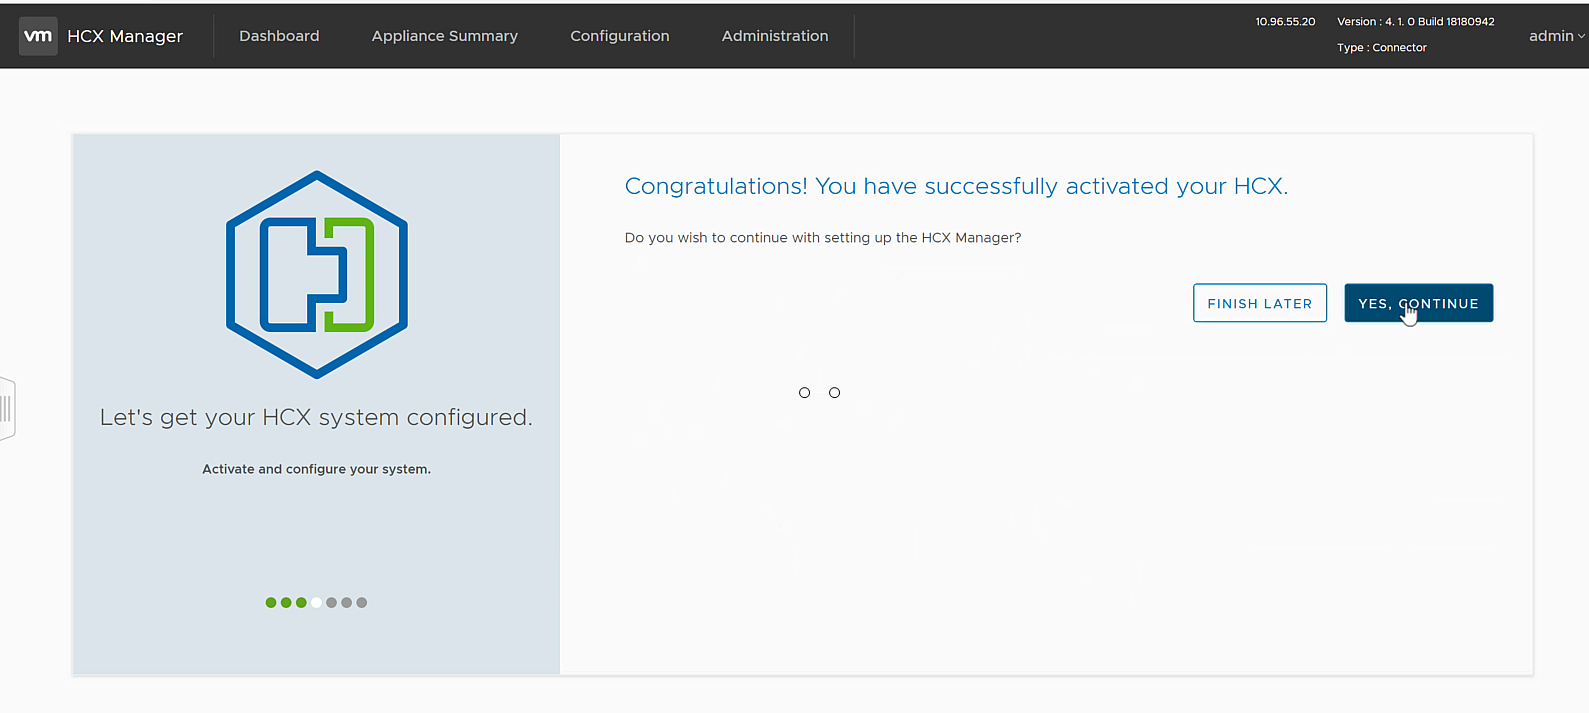 vm HCX Manager Dashboard Appliance Summary Configuration Administration 10.96.55.20 Version : 4. 1. 0 Build 18180942 admin
Type : Connector
Congratulations! You have successfully activated your HCX.
Do you wish to continue with setting up the HCX Manager?
FINISH LATER YES, CONTINUE
Let's get your HCX system configured.
Activate and configure your system.